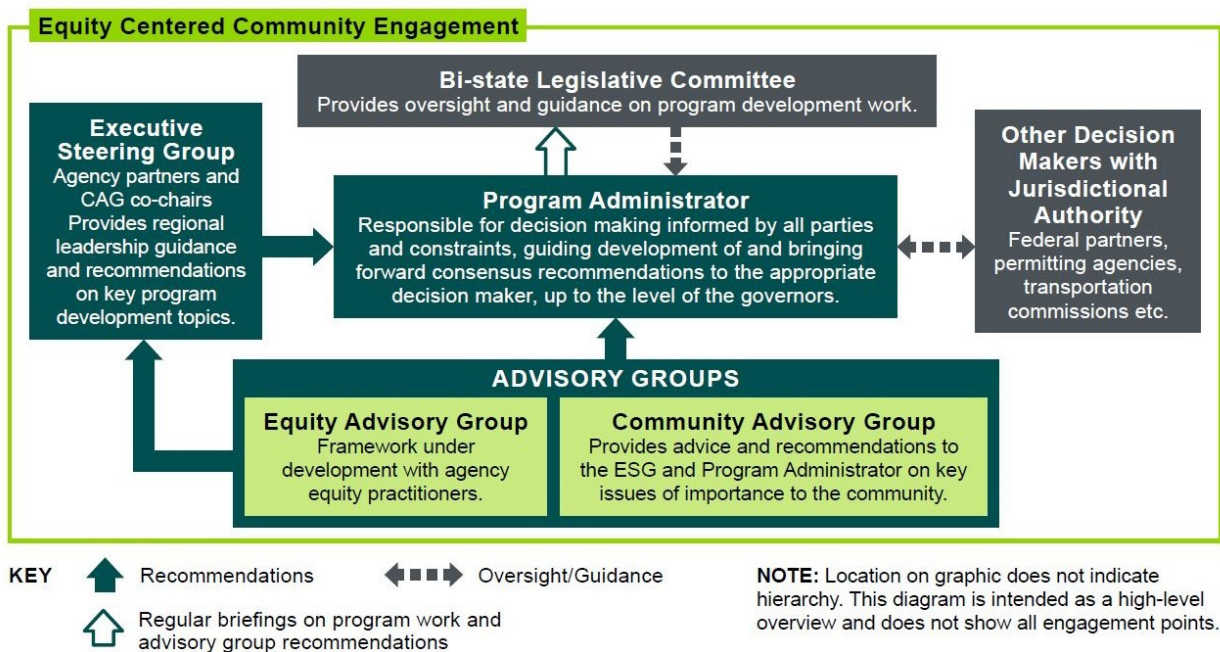 Equity Centered Community Engagement
Bi-state Legislative Committee
Provides oversight and guidance on program development work.
Executive
Steering Group
Agency partners and
CAG co-chairs
Provides regional
leadership guidance
and recommendations
on key program
development topics.
Program Administrator
Responsible for decision making informed by all
parties and constraints, guiding development of and bringing
forward consensus recommendations to the appropriate
decision maker, up to the level of the governors.
Other Decision
Makers with
Jurisdictional
Authority
Federal partners,
permitting agencies,
transportation
commissions etc.
ADVISORY GROUPS
Equity Advisory Group
Framework under
development with agency
equity practitioners.
Community Advisory Group
Provides advice and recommendations to
the ESG and Program Administrator on key
issues of importance to the community.
KEY
Recommendations
Oversight/Guidance
Regular briefings on program work and
advisory group recommendations
NOTE: Location on graphic does not indicate
hierarchy. This diagram is intended as a high-level
overview and does not show all engagement points.